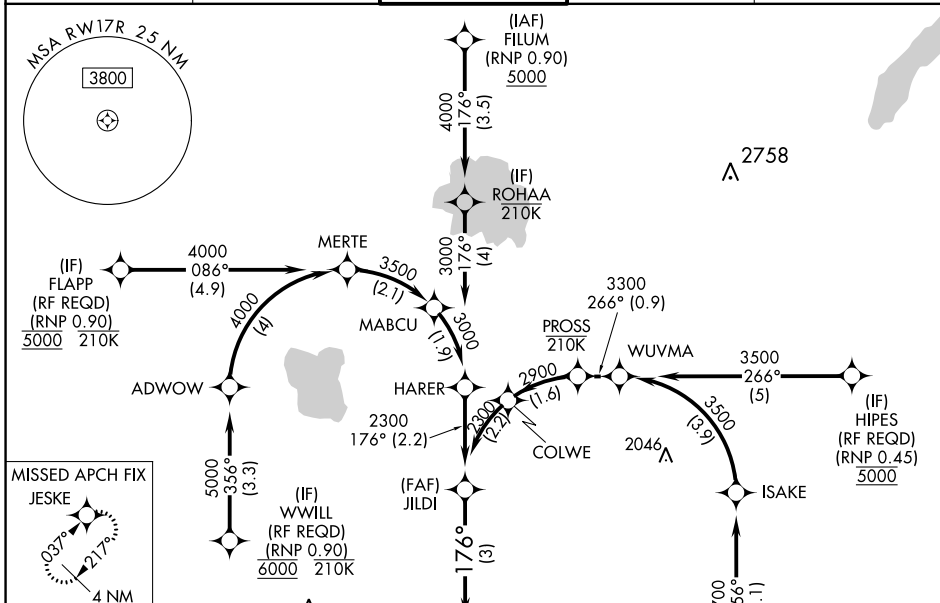 MSA RW17R 25 NM
3800
(IAF)
FILUM
(RNP 0.90)
5000
4000
176°
(3.5)
2758
(IF)
ROHAA
210K
3000
176°
(4)
MERTE
4000
086°
(4.9)
(IF)
FLAPP
(RF REQD)
(RNP 0.90)
5000 210K
3500
(2.1)
4000
(4)
MABCU
3000
(1.9)
3300
266° (0.9)
PROSS
210K
WUVMA
3500
266°
(5)
ADWOW
HARER
2900
(1.6)
2300
176° (2.2)
2300
(2.2)
COLWE
3500
(3.9)
2046
(IF)
HIPES
(RF REQD)
(RNP 0.45)
5000
5000
356°
(3.3)
(IF)
WWILL
(RF REQD)
(RNP 0.90)
6000 210K
(FAF)
JILDI
176°
(3)
ISAKE
MISSED APCH FIX
JESKE
037°
217°
4 NM